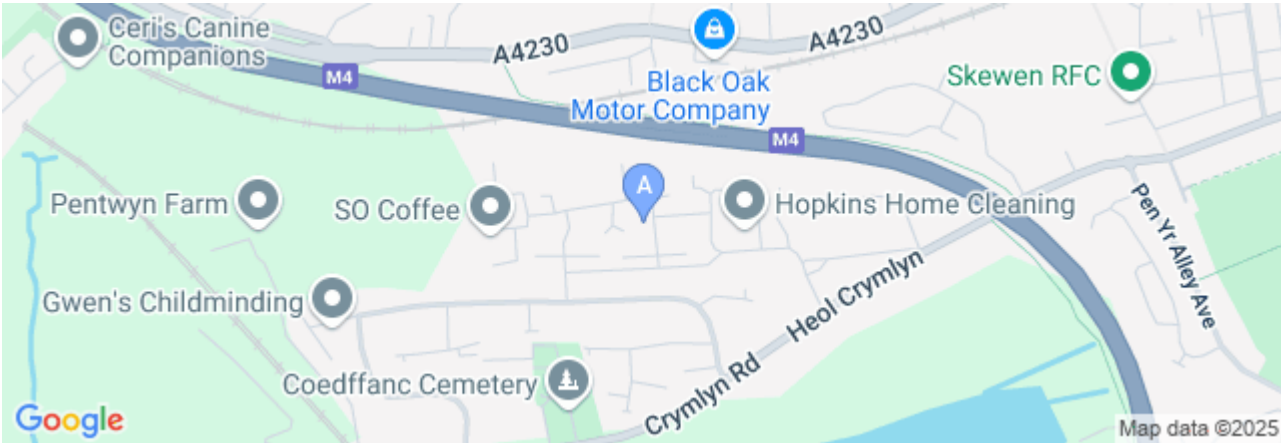 Ceri's Canine
Companions
M4
A4230
Black Oak
Motor Company
A4230
Skewen RFC
M4
Pentwyn Farm
SO Coffee
A
Hopkins Home Cleaning
Pen Yr Alley Ave
Gwen's Childminding
Heol Crymlyn
Coedffanc Cemetery
Crymlyn Rd
Google
Map data ©2025